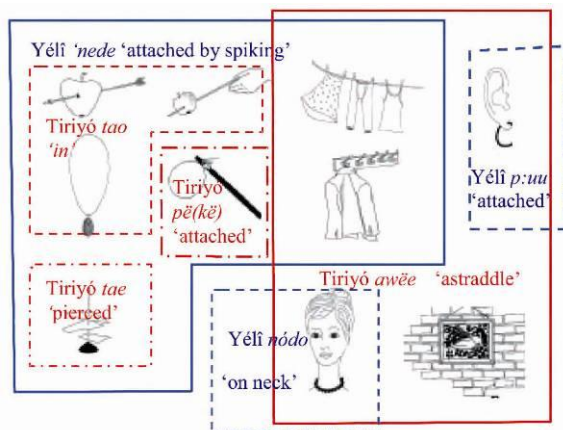 Yélî ‘nede ‘attached by spiking’
Tiriyó tao
‘in’
Tiriyó
pë(kë)
‘attached’
Yélî p:uu
‘attached’
Tiriyó tae
‘pierced’
Tiriyó awëe ‘astraddle’
Yélî nódo
‘on neck’